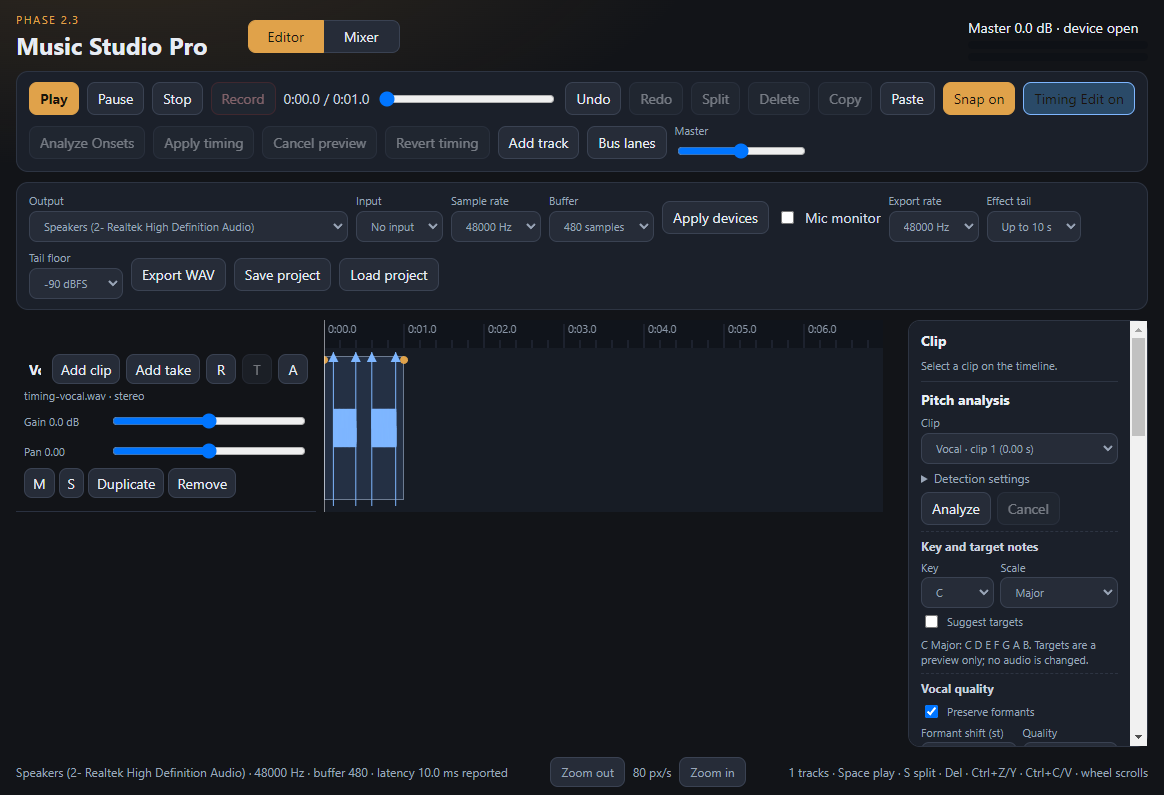 PHASE 2.3
Music Studio Pro
Editor Mixer
Master 0.0 dB · device open
Play Pause Stop Record 0:00.0 / 0:01.0 Undo Redo Split Delete Copy Paste Snap on Timing Edit on
Analyze Onsets Apply timing Cancel preview Revert timing Add track Bus lanes Master
Output Input Sample rate Buffer Export rate Effect tail
Speakers (2- Realtek High Definition Audio) No input 48000 Hz 480 samples Apply devices Mic monitor 48000 Hz Up to 10 s
Tail floor
-90 dBFS Export WAV Save project Load project
0:00.0 0:01.0 0:02.0 0:03.0 0:04.0 0:05.0 0:06.0
Add clip Add take R T A
timing-vocal.wav · stereo
Gain 0.0 dB
Pan 0.00
M S Duplicate Remove
Clip
Select a clip on the timeline.
Pitch analysis
Clip
Vocal · clip 1 (0.00 s)
Detection settings
Analyze Cancel
Key and target notes
Key Scale
C Major
Suggest targets
C Major: C D E F G A B. Targets are a
preview only; no audio is changed.
Vocal quality
Preserve formants
Formant shift (st) Quality
Speakers (2- Realtek High Definition Audio) · 48000 Hz · buffer 480 · latency 10.0 ms reported
Zoom out 80 px/s Zoom in
1 tracks · Space play · S split · Del · Ctrl+Z/Y · Ctrl+C/V · wheel scrolls